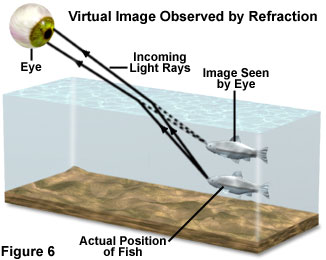 Virtual Image Observed by Refraction
Eye
Incoming
Light Rays
Image Seen
by Eye
Actual Position
of Fish
Figure 6